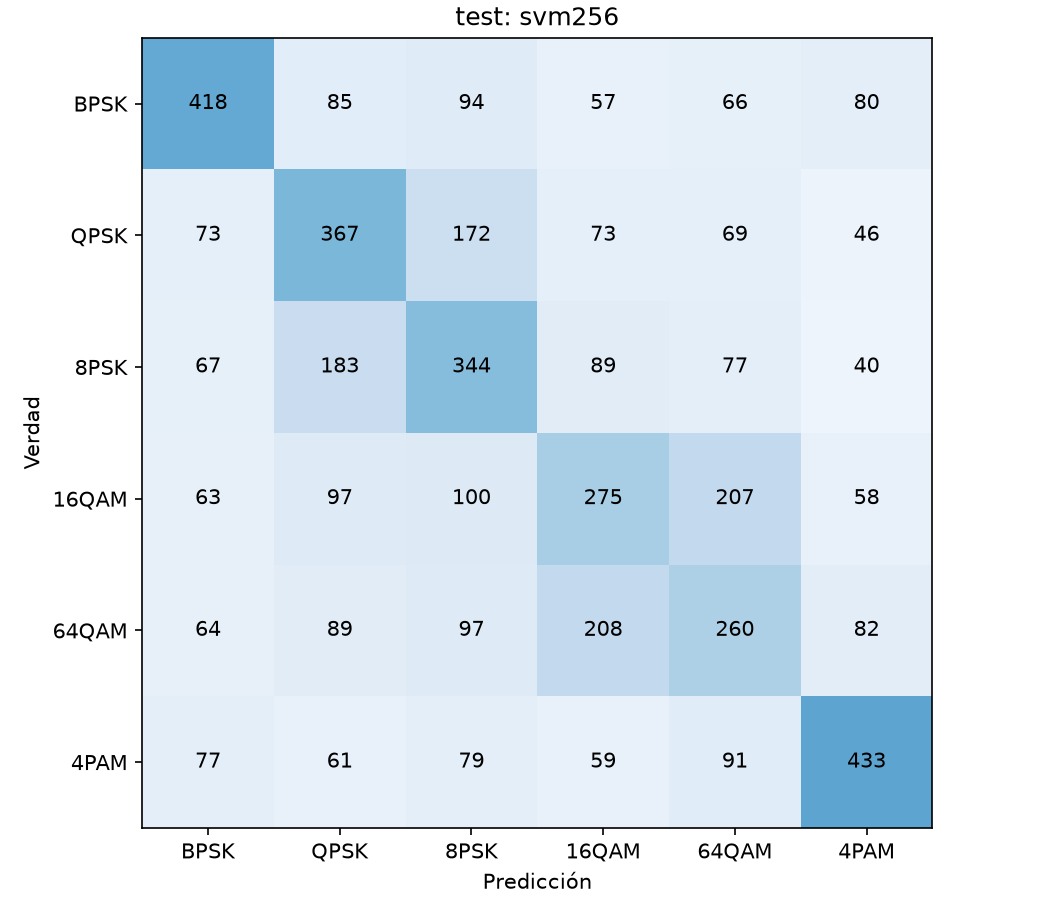 test: svm256
Verdad
BPSK 418 85 94 57 66 80
QPSK 73 367 172 73 69 46
8PSK 67 183 344 89 77 40
16QAM 63 97 100 275 207 58
64QAM 64 89 97 208 260 82
4PAM 77 61 79 59 91 433
BPSK QPSK 8PSK 16QAM 64QAM 4PAM
Predicción